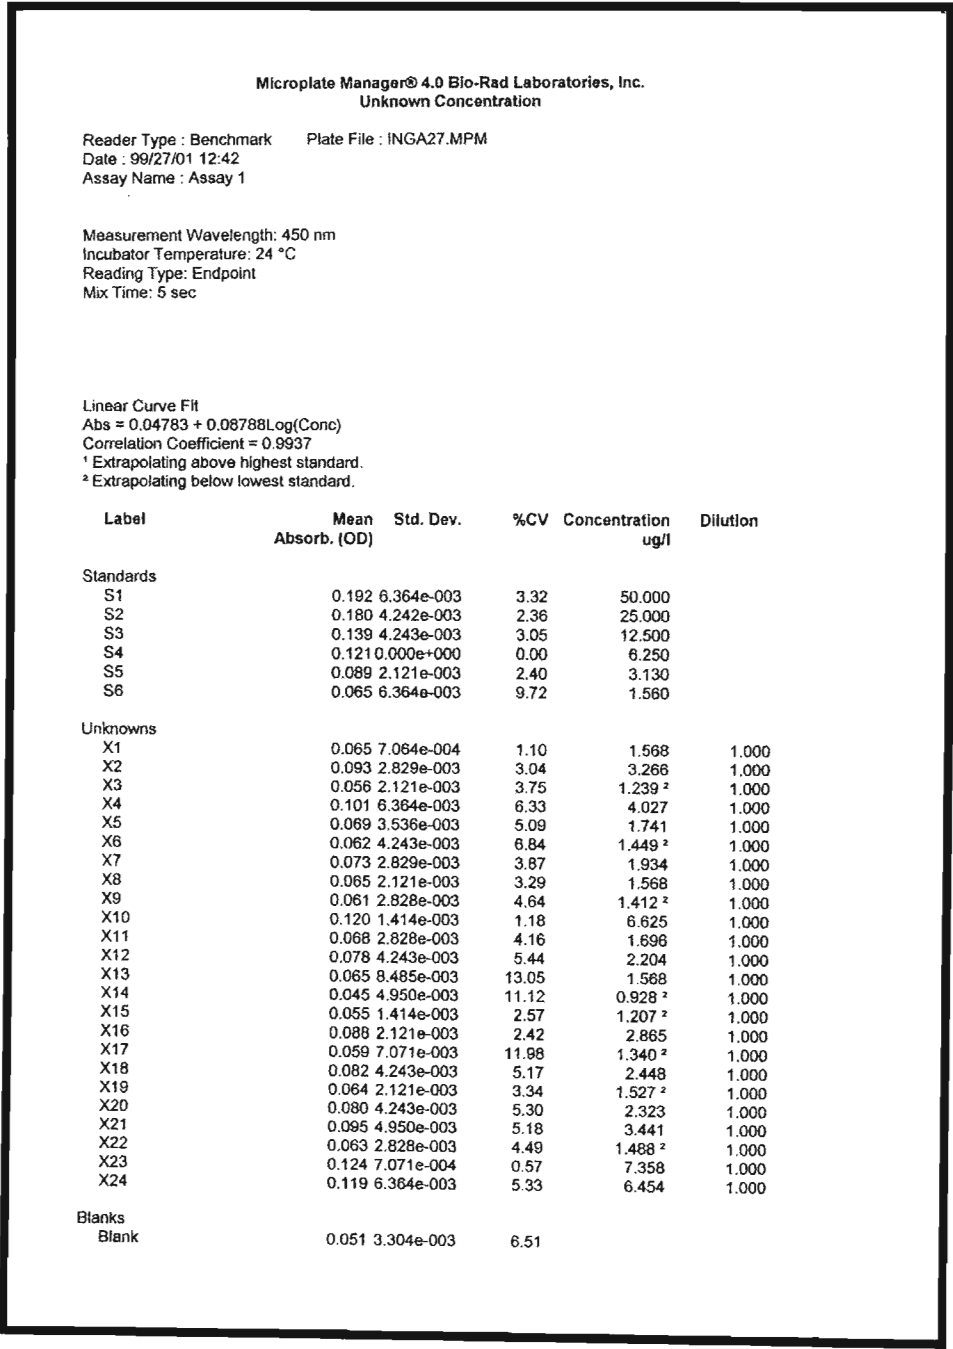 Microplate Manager® 4.0 Bio-Rad Laboratories, Inc.
Unknown Concentration
Reader Type : Benchmark Plate File : INGA27.MPM
Date : 99/27/01 12:42
Assay Name : Assay 1
Measurement Wavelength: 450 nm
Incubator Temperature: 24 °C
Reading Type: Endpoint
Mix Time: 5 sec
Linear Curve Fit
Abs = 0.04783 + 0.08788Log(Conc)
Correlation Coefficient = 0.9937
¹ Extrapolating above highest standard.
² Extrapolating below lowest standard.
Label Mean Std. Dev. %CV Concentration Dilution
Absorb. (OD) ug/l
Standards
S1 0.192 6.364e-003 3.32 50.000
S2 0.180 4.242e-003 2.36 25.000
S3 0.139 4.243e-003 3.05 12.500
S4 0.121 0.000e+000 0.00 6.250
S5 0.089 2.121e-003 2.40 3.130
S6 0.065 6.364e-003 9.72 1.560
Unknowns
X1 0.065 7.064e-004 1.10 1.568 1.000
X2 0.093 2.829e-003 3.04 3.266 1.000
X3 0.056 2.121e-003 3.75 1.239 ² 1.000
X4 0.101 6.364e-003 6.33 4.027 1.000
X5 0.069 3.536e-003 5.09 1.741 1.000
X6 0.062 4.243e-003 6.84 1.449 ² 1.000
X7 0.073 2.829e-003 3.87 1.934 1.000
X8 0.065 2.121e-003 3.29 1.568 1.000
X9 0.061 2.828e-003 4.64 1.412 ² 1.000
X10 0.120 1.414e-003 1.18 6.625 1.000
X11 0.068 2.828e-003 4.16 1.696 1.000
X12 0.078 4.243e-003 5.44 2.204 1.000
X13 0.065 8.485e-003 13.05 1.568 1.000
X14 0.045 4.950e-003 11.12 0.928 ² 1.000
X15 0.055 1.414e-003 2.57 1.207 ² 1.000
X16 0.088 2.121e-003 2.42 2.865 1.000
X17 0.059 7.071e-003 11.98 1.340 ² 1.000
X18 0.082 4.243e-003 5.17 2.448 1.000
X19 0.064 2.121e-003 3.34 1.527 ² 1.000
X20 0.080 4.243e-003 5.30 2.323 1.000
X21 0.095 4.950e-003 5.18 3.441 1.000
X22 0.063 2.828e-003 4.49 1.488 ² 1.000
X23 0.124 7.071e-004 0.57 7.358 1.000
X24 0.119 6.364e-003 5.33 6.454 1.000
Blanks
Blank 0.051 3.304e-003 6.51